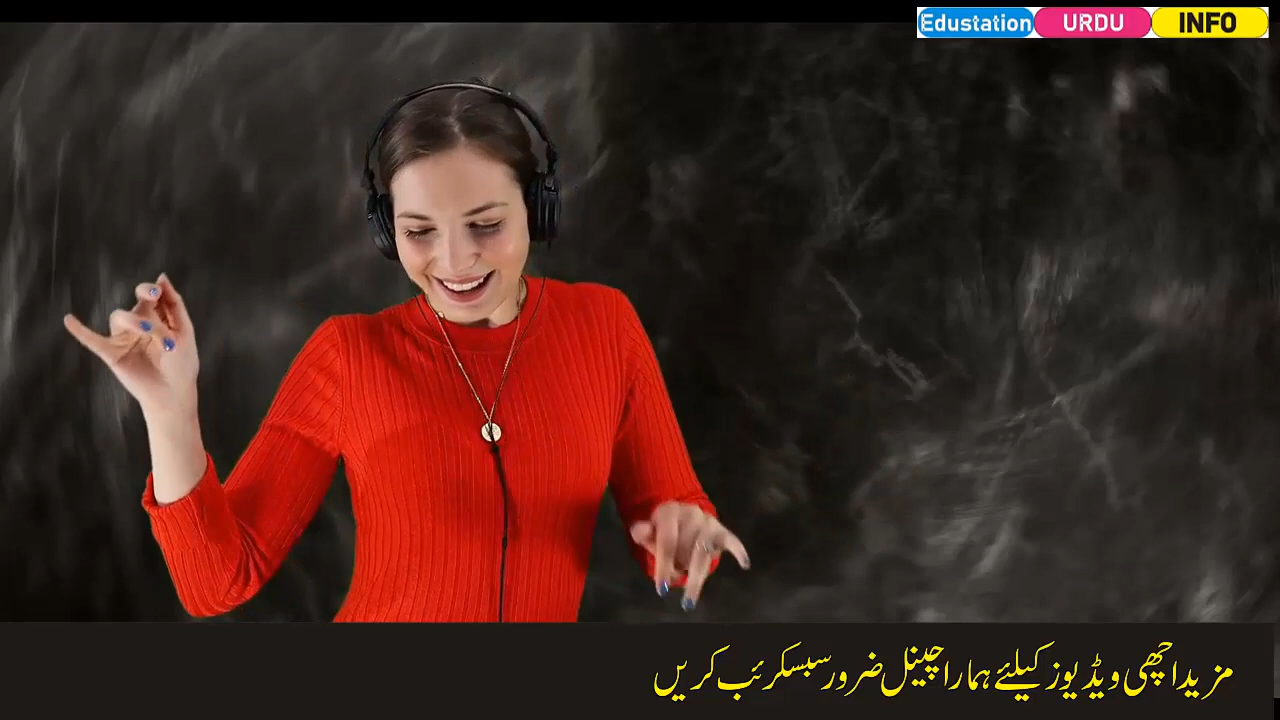 Edustation URDU INFO
مزید اچھی ویڈیوز کیلئے ہمارا چینل ضرور سبسکرائب کریں